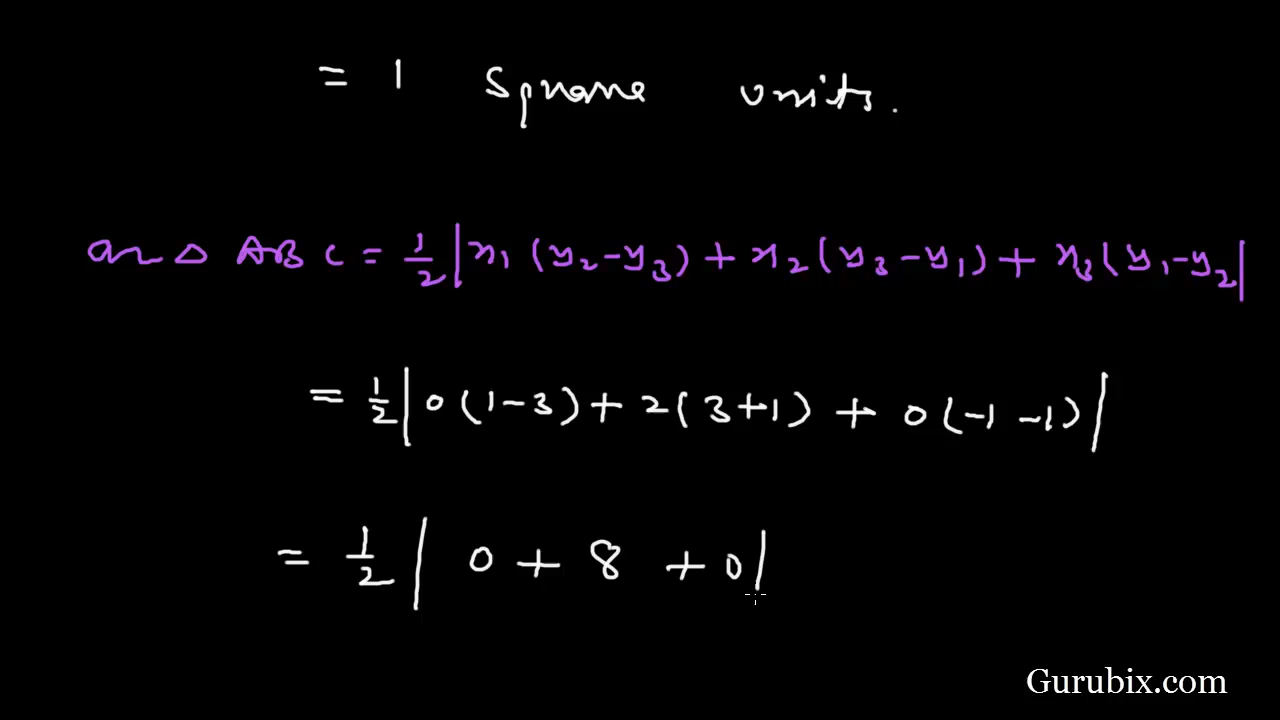 = 1 Square units.
ar △ ABC = 1/2 |x₁ (y₂-y₃) + x₂ (y₃-y₁) + x₃ (y₁-y₂|
= 1/2 | 0 (1-3) + 2 (3+1) + 0 (-1 -1) |
= 1/2 | 0 + 8 + 0 |
Gurubix.com